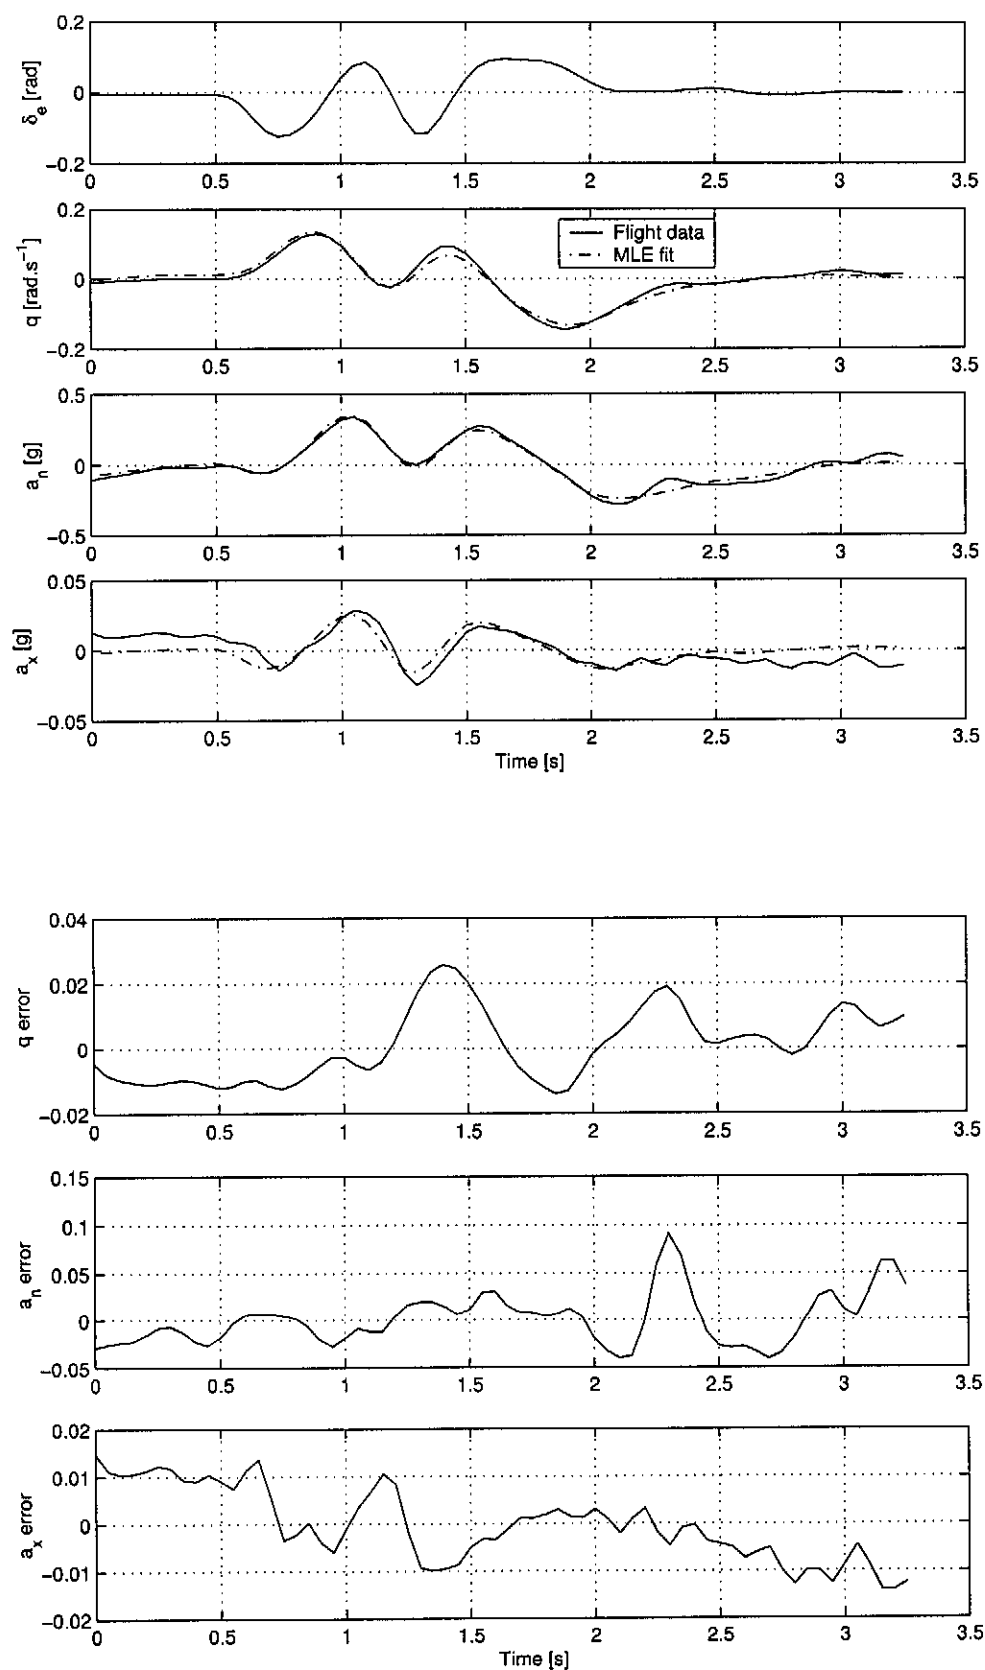 0.2
0
−0.2
δe [rad]
0 0.5 1 1.5 2 2.5 3 3.5
0.2
0
−0.2
q [rad.s−1]
Flight data
MLE fit
0 0.5 1 1.5 2 2.5 3 3.5
0.5
0
−0.5
an [g]
0 0.5 1 1.5 2 2.5 3 3.5
0.05
0
−0.05
ax [g]
0 0.5 1 1.5 2 2.5 3 3.5
Time [s]
0.04
0.02
0
−0.02
q error
0 0.5 1 1.5 2 2.5 3 3.5
0.15
0.1
0.05
0
−0.05
an error
0 0.5 1 1.5 2 2.5 3 3.5
0.02
0.01
0
−0.01
−0.02
ax error
0 0.5 1 1.5 2 2.5 3 3.5
Time [s]